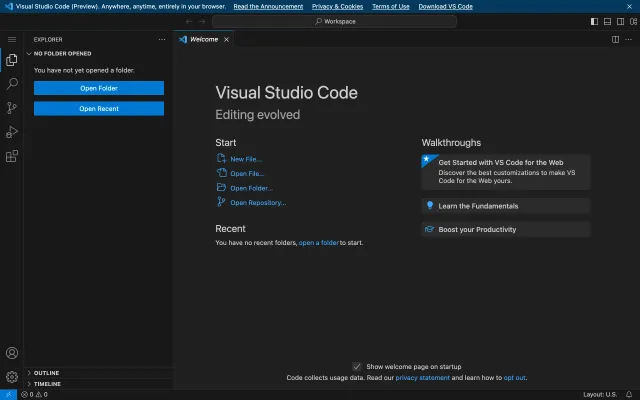 Visual Studio Code (Preview). Anywhere, anytime, entirely in your browser. Read the Announcement Privacy & Cookies Terms of Use Download VS Code
Workspace
EXPLORER
Welcome
NO FOLDER OPENED
You have not yet opened a folder.
Open Folder
Open Recent
Visual Studio Code
Editing evolved
Start
New File...
Open File...
Open Folder...
Open Repository...
Recent
You have no recent folders, open a folder to start.
Walkthroughs
Get Started with VS Code for the Web
Discover the best customizations to make VS
Code for the Web yours.
Learn the Fundamentals
Boost your Productivity
Show welcome page on startup
Code collects usage data. Read our privacy statement and learn how to opt out.
OUTLINE
TIMELINE
0 0
Layout: U.S.